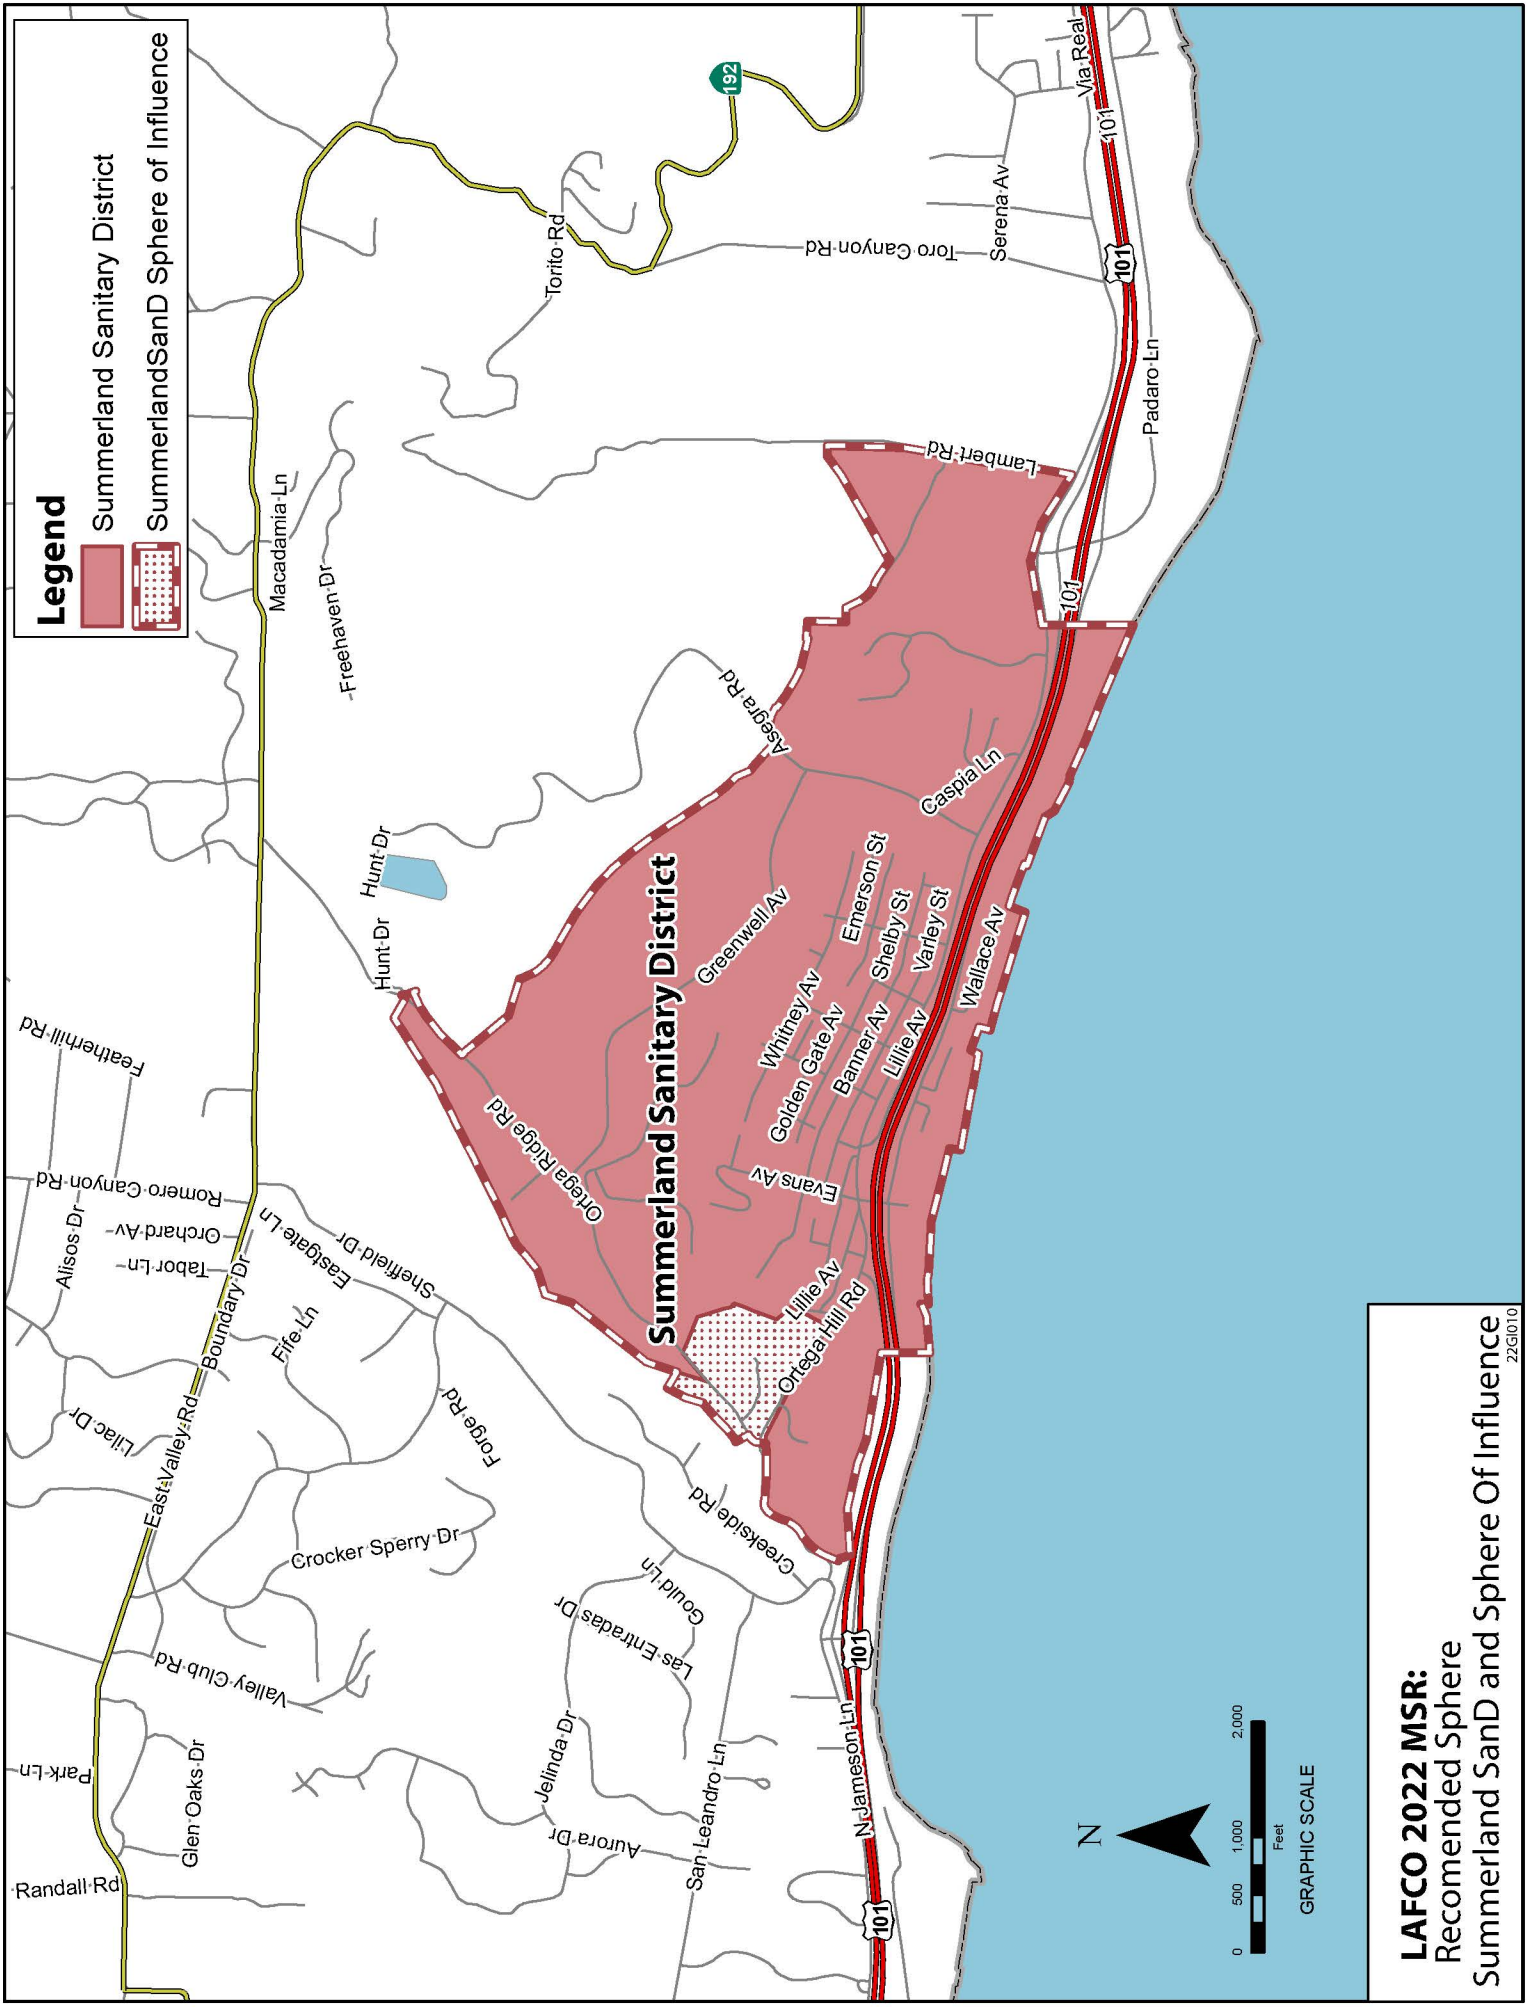 Legend
Summerland Sanitary District
SummerlandSanD Sphere of Influence
192
Via Real
101
101
Serena Av
Toro Canyon Rd
Torito Rd
Padaro Ln
Lambert Rd
101
Macadamia Ln
Freehaven Dr
Asegra Rd
Caspia Ln
Hunt Dr
Hunt Dr
Summerland Sanitary District
Greenwell Av
Emerson St
Shelby St
Varley St
Wallace Av
Whitney Av
Golden Gate Av
Banner Av
Lillie Av
Evans Av
Ortega Ridge Rd
Lillie Av
Ortega Hill Rd
Featherhill Rd
Romero Canyon Rd
Alisos Dr
Orchard Av
Tabor Ln
Boundary Dr
Eastgate Ln
Sheffield Dr
Fife Ln
Lilac Dr
East Valley Rd
Forge Rd
Crocker Sperry Dr
Creekside Rd
Gould Ln
Las Entradas Dr
Valley Club Rd
Park Ln
Glen Oaks Dr
Randall Rd
Jelinda Dr
Aurora Dr
San Leandro Ln
N Jameson Ln
101
101
N
0 500 1,000 2,000
Feet
GRAPHIC SCALE
LAFCO 2022 MSR:
Recomended Sphere
Summerland SanD and Sphere Of Influence
22GI010